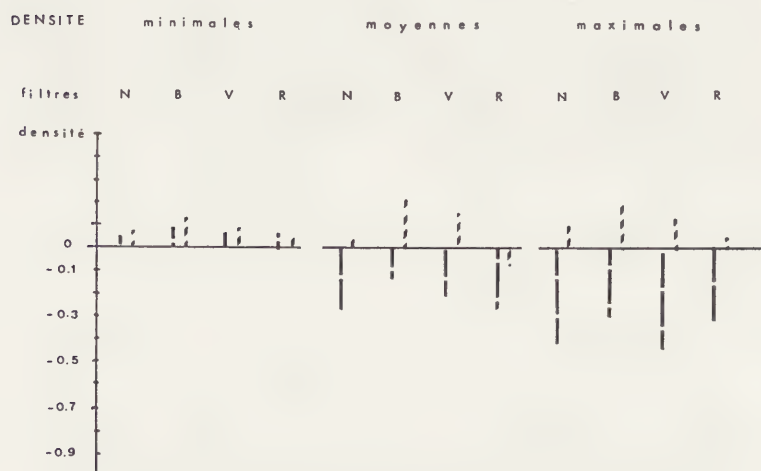 DENSITE minimales moyennes maximales
filtres N B V R N B V R N B V R
densité
0
-0.1
-0.3
-0.5
-0.7
-0.9